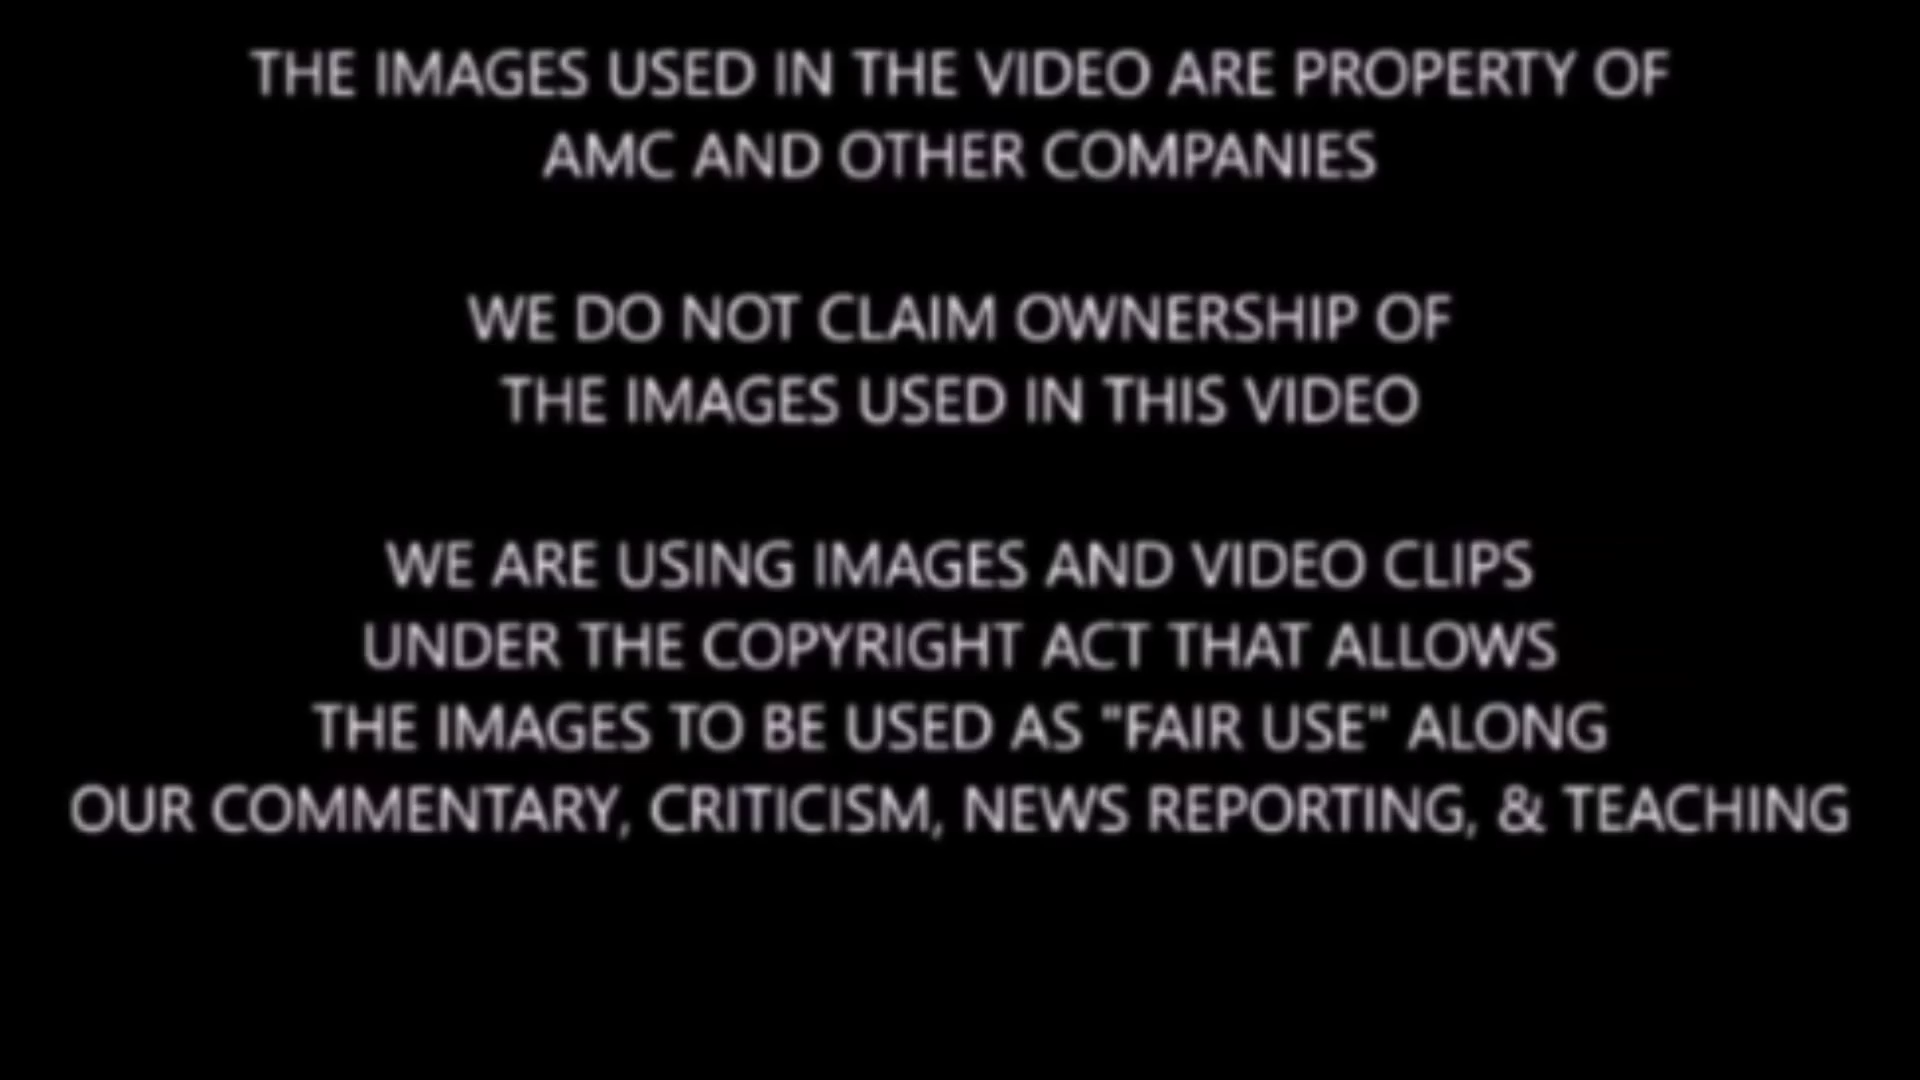 THE IMAGES USED IN THE VIDEO ARE PROPERTY OF
AMC AND OTHER COMPANIES
WE DO NOT CLAIM OWNERSHIP OF
THE IMAGES USED IN THIS VIDEO
WE ARE USING IMAGES AND VIDEO CLIPS
UNDER THE COPYRIGHT ACT THAT ALLOWS
THE IMAGES TO BE USED AS "FAIR USE" ALONG
OUR COMMENTARY, CRITICISM, NEWS REPORTING, & TEACHING